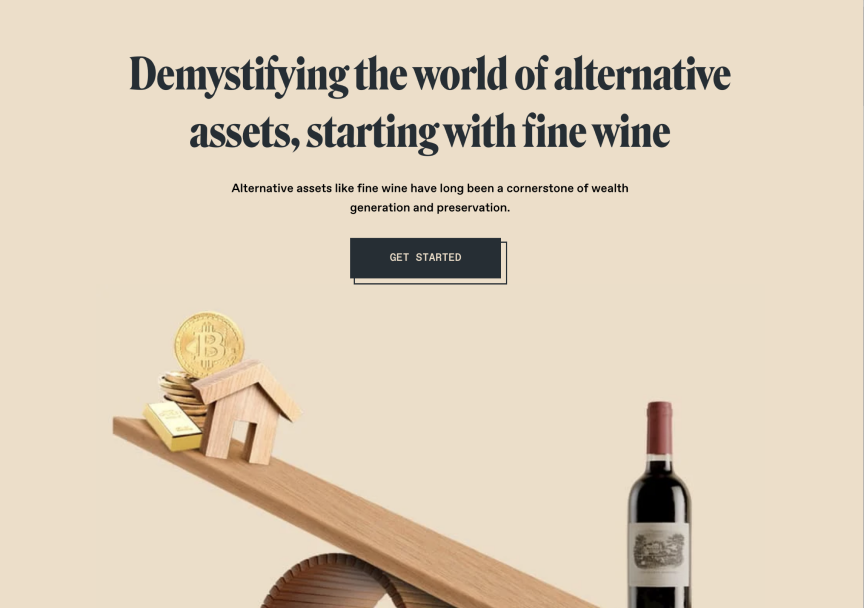 Demystifying the world of alternative
assets, starting with fine wine
Alternative assets like fine wine have long been a cornerstone of wealth
generation and preservation.
GET STARTED